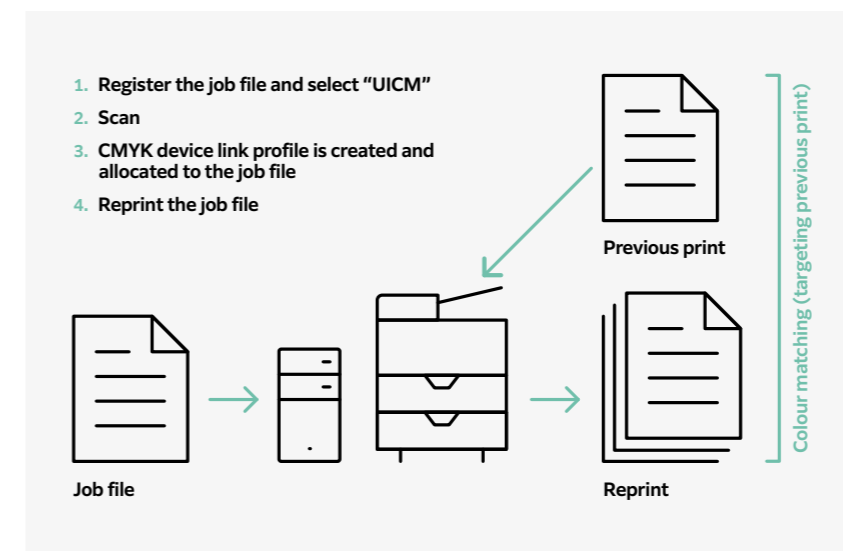 1. Register the job file and select “UICM”
2. Scan
3. CMYK device link profile is created and
allocated to the job file
4. Reprint the job file
Previous print
Colour matching (targeting previous print)
Job file
Reprint